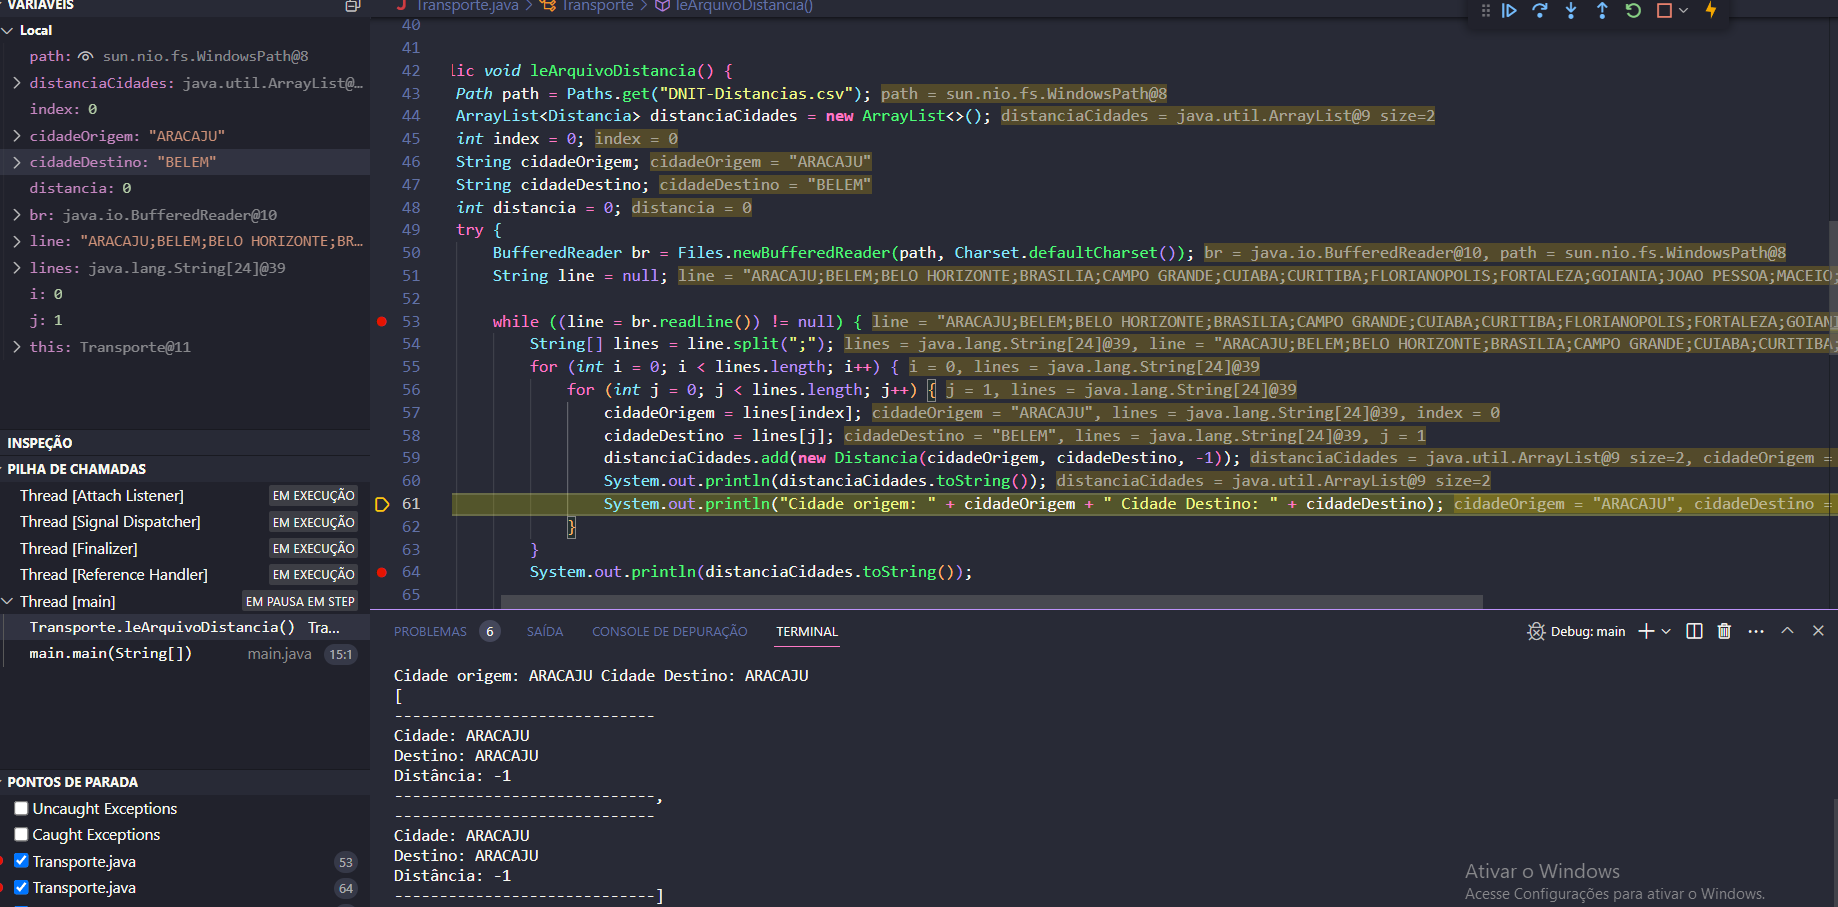 VARIÁVEIS
Local
path: sun.nio.fs.WindowsPath@8
distanciaCidades: java.util.ArrayList@…
index: 0
cidadeOrigem: "ARACAJU"
cidadeDestino: "BELEM"
distancia: 0
br: java.io.BufferedReader@10
line: "ARACAJU;BELEM;BELO HORIZONTE;BR…
lines: java.lang.String[24]@39
i: 0
j: 1
this: Transporte@11
INSPEÇÃO
PILHA DE CHAMADAS
Thread [Attach Listener] EM EXECUÇÃO
Thread [Signal Dispatcher] EM EXECUÇÃO
Thread [Finalizer] EM EXECUÇÃO
Thread [Reference Handler] EM EXECUÇÃO
Thread [main] EM PAUSA EM STEP
Transporte.leArquivoDistancia() Tra...
main.main(String[]) main.java 15:1
PONTOS DE PARADA
Uncaught Exceptions
Caught Exceptions
Transporte.java 53
Transporte.java 64
J Transporte.java > Transporte > leArquivoDistancia()
40
41
42 lic void leArquivoDistancia() {
43 Path path = Paths.get("DNIT-Distancias.csv"); path = sun.nio.fs.WindowsPath@8
44 ArrayList<Distancia> distanciaCidades = new ArrayList<>(); distanciaCidades = java.util.ArrayList@9 size=2
45 int index = 0; index = 0
46 String cidadeOrigem; cidadeOrigem = "ARACAJU"
47 String cidadeDestino; cidadeDestino = "BELEM"
48 int distancia = 0; distancia = 0
49 try {
50 BufferedReader br = Files.newBufferedReader(path, Charset.defaultCharset()); br = java.io.BufferedReader@10, path = sun.nio.fs.WindowsPath@8
51 String line = null; line = "ARACAJU;BELEM;BELO HORIZONTE;BRASILIA;CAMPO GRANDE;CUIABA;CURITIBA;FLORIANOPOLIS;FORTALEZA;GOIANIA;JOAO PESSOA;MACEIO;
52
53 while ((line = br.readLine()) != null) { line = "ARACAJU;BELEM;BELO HORIZONTE;BRASILIA;CAMPO GRANDE;CUIABA;CURITIBA;FLORIANOPOLIS;FORTALEZA;GOIANI
54 String[] lines = line.split(";"); lines = java.lang.String[24]@39, line = "ARACAJU;BELEM;BELO HORIZONTE;BRASILIA;CAMPO GRANDE;CUIABA;CURITIBA;
55 for (int i = 0; i < lines.length; i++) { i = 0, lines = java.lang.String[24]@39
56 for (int j = 0; j < lines.length; j++) { j = 1, lines = java.lang.String[24]@39
57 cidadeOrigem = lines[index]; cidadeOrigem = "ARACAJU", lines = java.lang.String[24]@39, index = 0
58 cidadeDestino = lines[j]; cidadeDestino = "BELEM", lines = java.lang.String[24]@39, j = 1
59 distanciaCidades.add(new Distancia(cidadeOrigem, cidadeDestino, -1)); distanciaCidades = java.util.ArrayList@9 size=2, cidadeOrigem =
60 System.out.println(distanciaCidades.toString()); distanciaCidades = java.util.ArrayList@9 size=2
61 System.out.println("Cidade origem: " + cidadeOrigem + " Cidade Destino: " + cidadeDestino); cidadeOrigem = "ARACAJU", cidadeDestino =
62 }
63 }
64 System.out.println(distanciaCidades.toString());
65
PROBLEMAS 6 SAÍDA CONSOLE DE DEPURAÇÃO TERMINAL Debug: main
Cidade origem: ARACAJU Cidade Destino: ARACAJU
[
-----------------------------
Cidade: ARACAJU
Destino: ARACAJU
Distância: -1
-----------------------------,
-----------------------------
Cidade: ARACAJU
Destino: ARACAJU
Distância: -1
-----------------------------]
Ativar o Windows
Acesse Configurações para ativar o Windows.